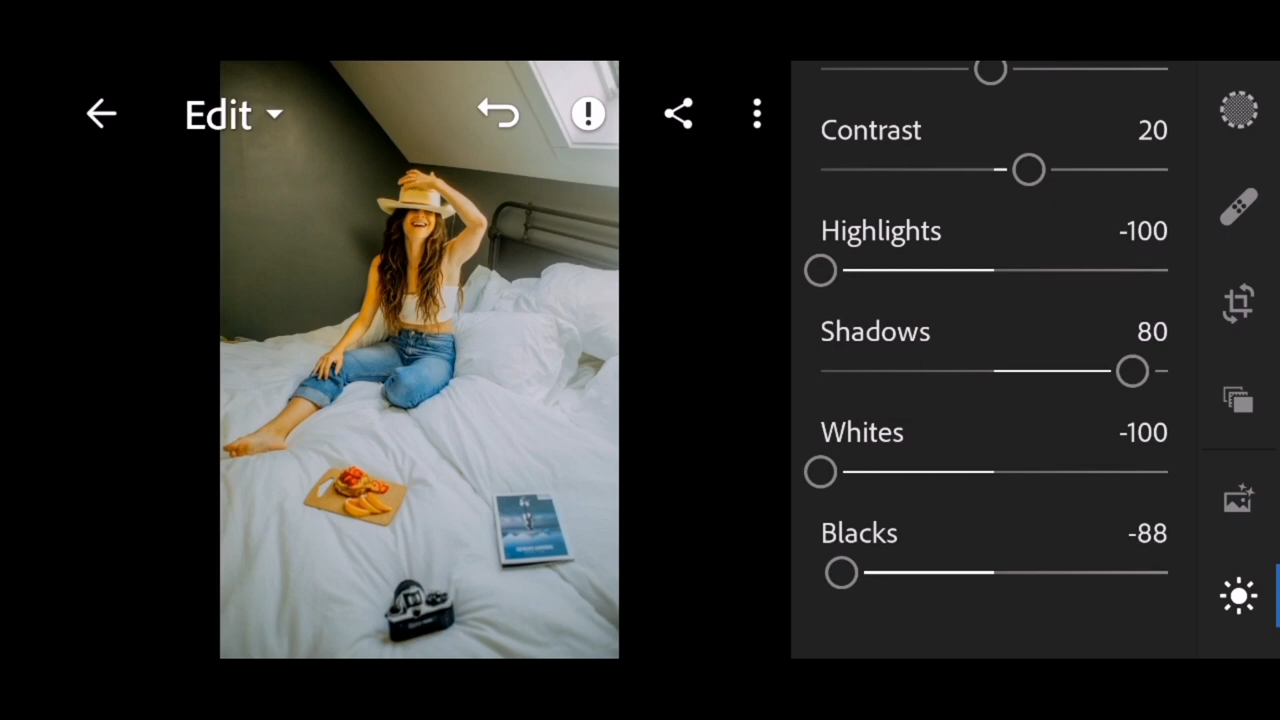 Edit
Contrast 20
Highlights -100
Shadows 80
Whites -100
Blacks -88